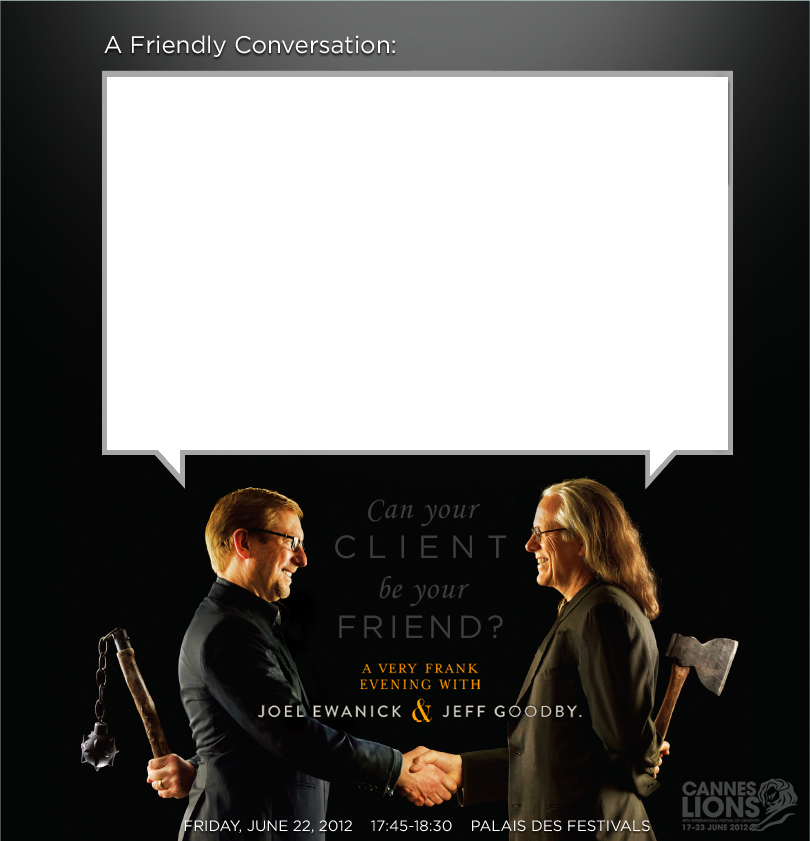 A Friendly Conversation:
Can your
CLIENT
be your
FRIEND?
A VERY FRANK
EVENING WITH
JOEL EWANICK & JEFF GOODBY.
CANNES
LIONS
17-23 JUNE 2012
FRIDAY, JUNE 22, 2012 17:45-18:30 PALAIS DES FESTIVALS